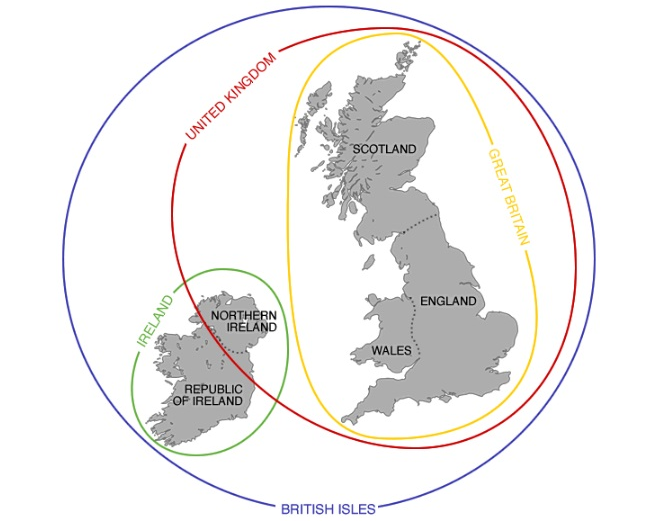 UNITED KINGDOM
SCOTLAND
GREAT BRITAIN
IRELAND
NORTHERN
IRELAND
ENGLAND
WALES
REPUBLIC
OF IRELAND
BRITISH ISLES